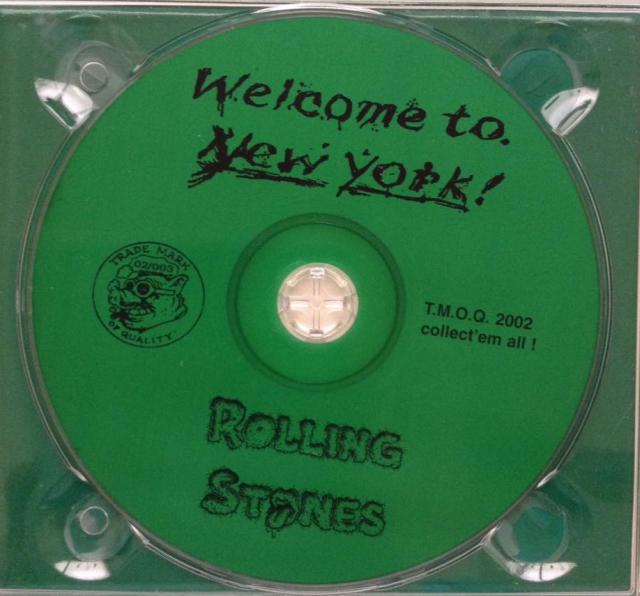 Welcome to.
New York!
TRADE MARK
02/003
OF QUALITY
T.M.O.Q. 2002
collect'em all !
ROLLING
STONES